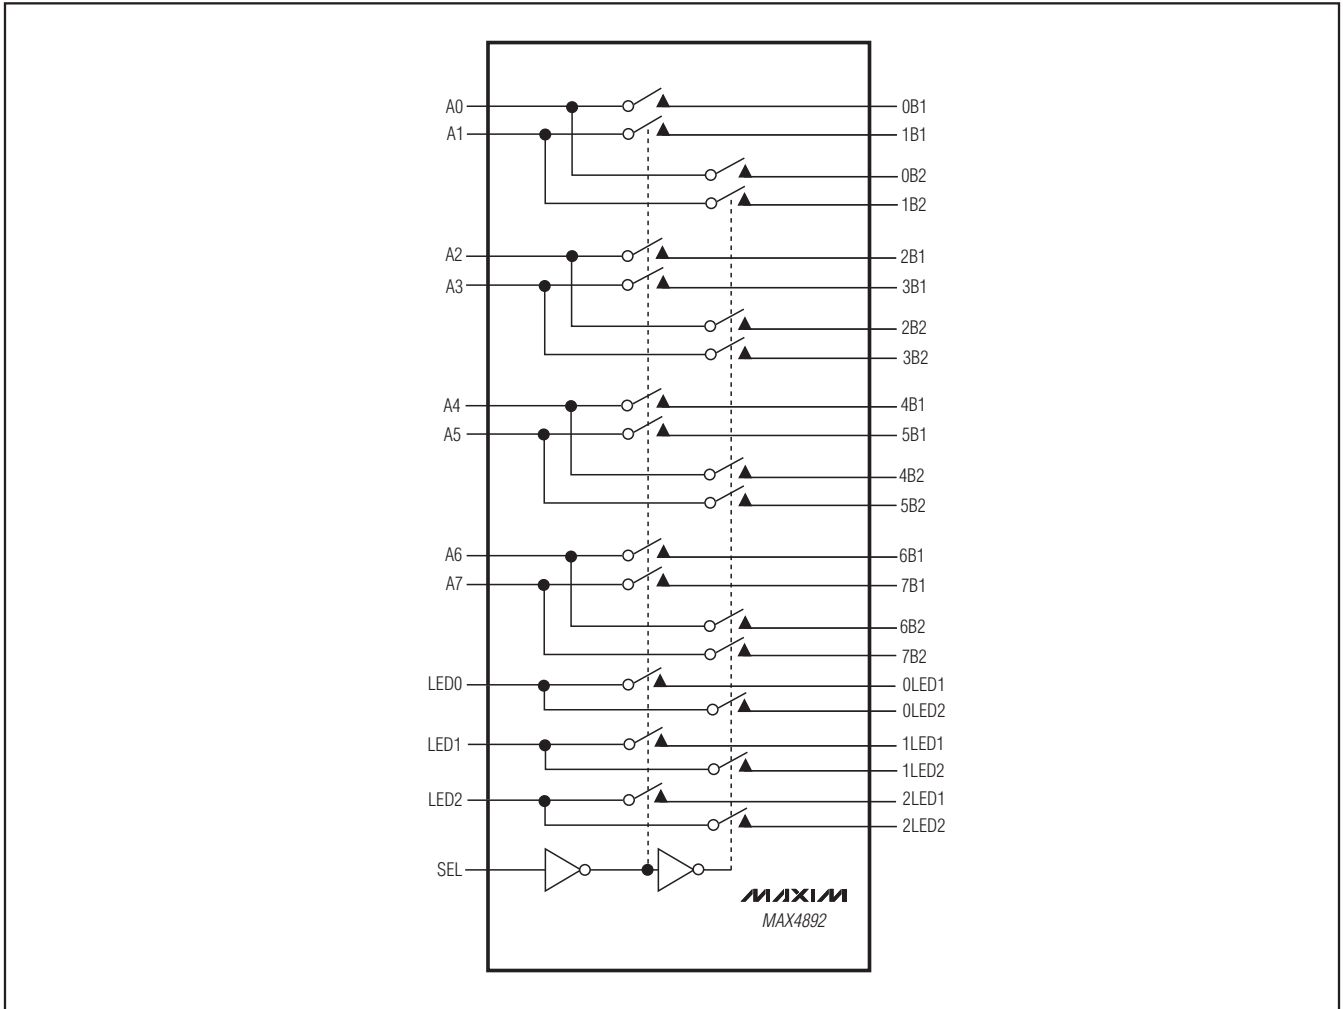 A0 0B1
A1 1B1
0B2
1B2
A2 2B1
A3 3B1
2B2
3B2
A4 4B1
A5 5B1
4B2
5B2
A6 6B1
A7 7B1
6B2
7B2
LED0 0LED1
0LED2
LED1 1LED1
1LED2
LED2 2LED1
2LED2
SEL
MAXIM
MAX4892